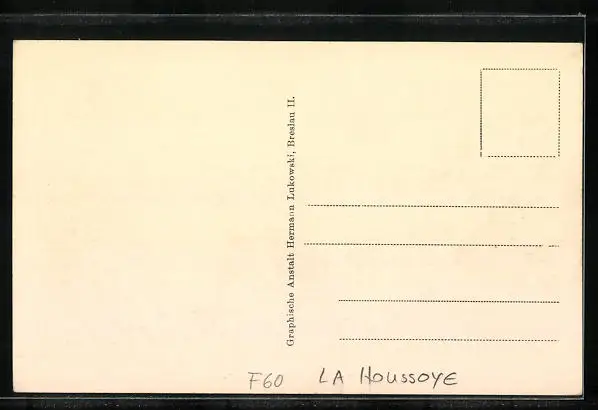 Graphische Anstalt Hermann Lukowski, Breslau II.
F60 LA HOUSSOYE